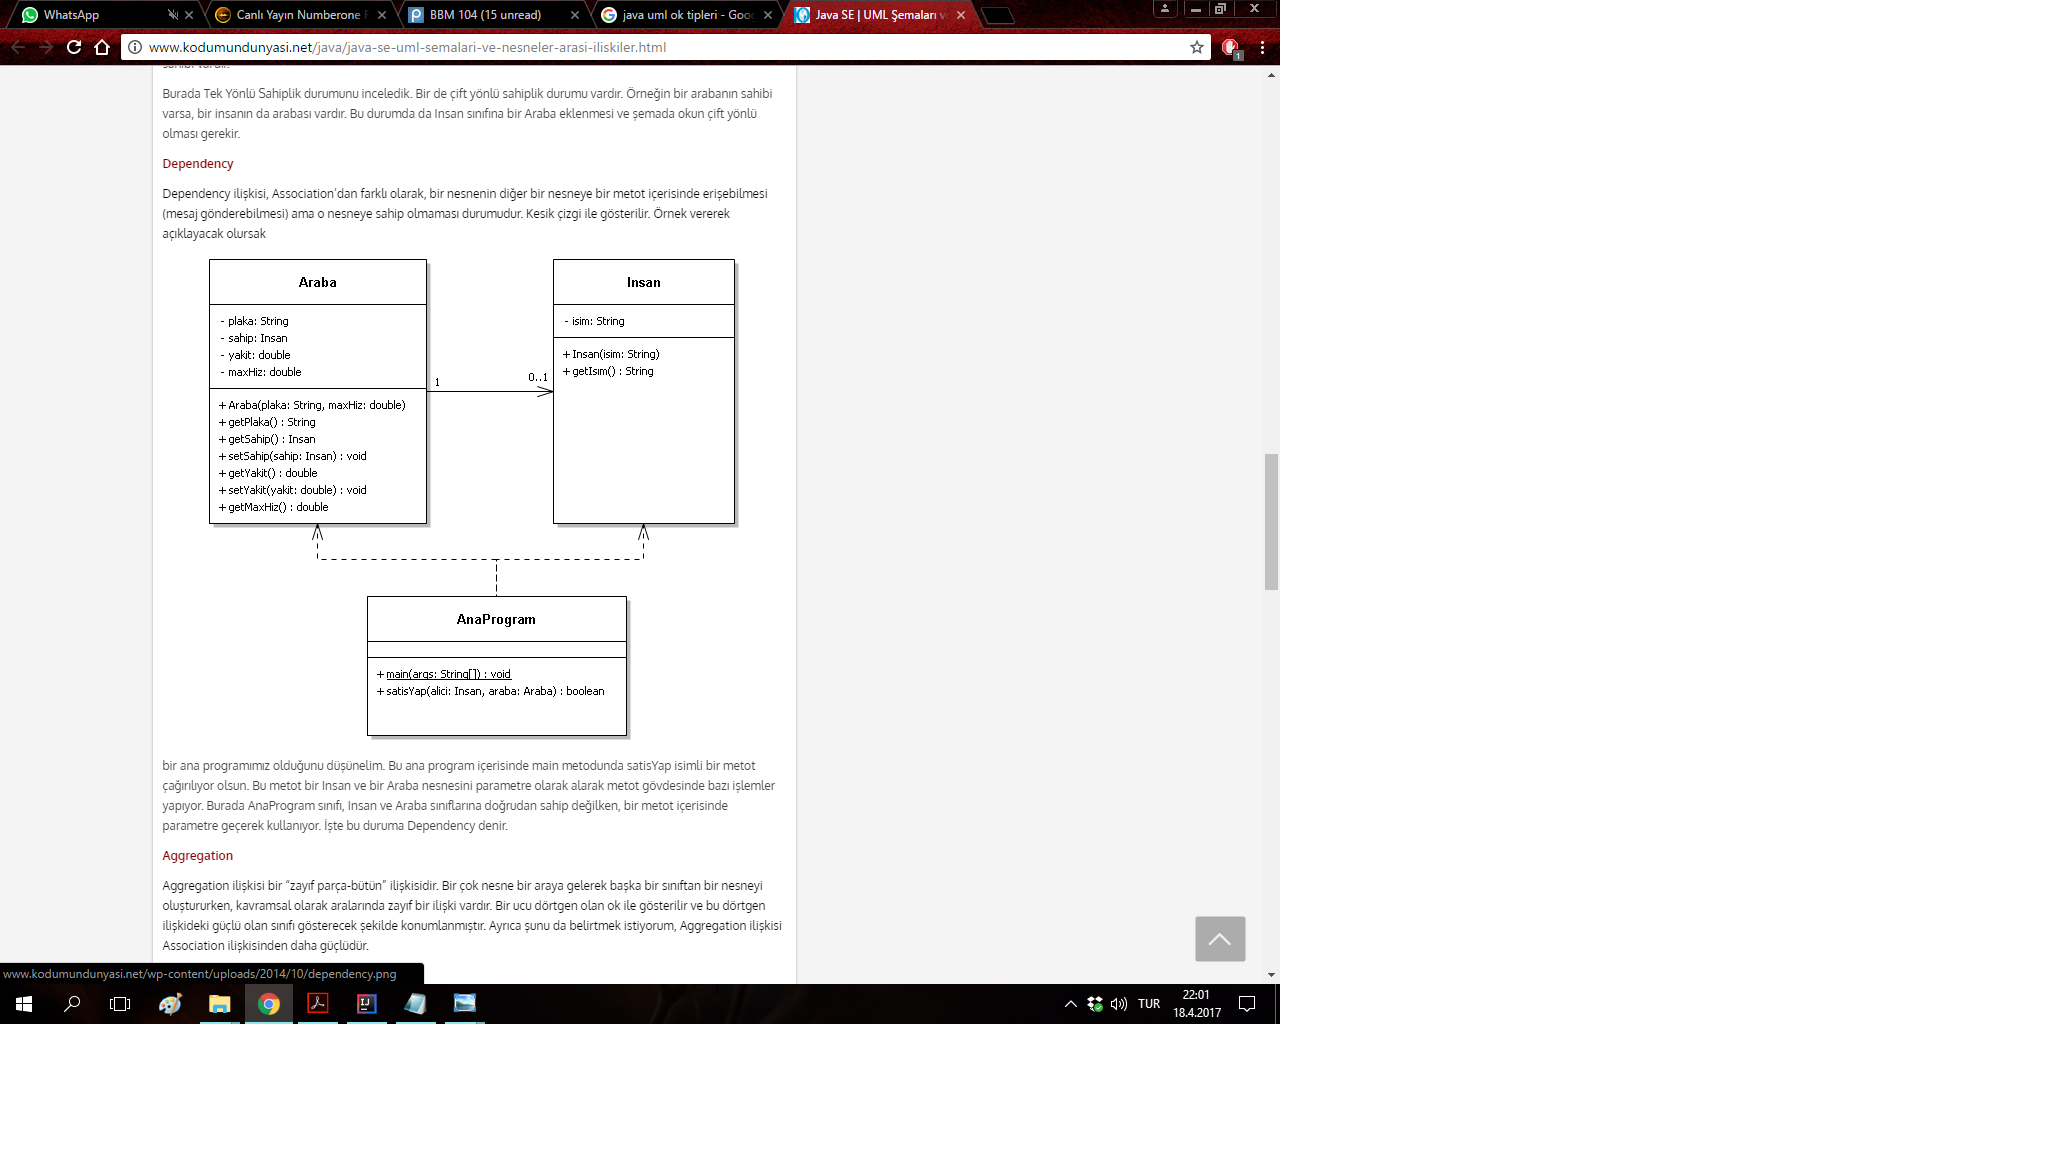 WhatsApp
Canlı Yayın Numberone
BBM 104 (15 unread)
java uml ok tipleri - Goo
Java SE | UML Şemaları v
www.kodumundunyasi.net/java/java-se-uml-semalari-ve-nesneler-arasi-iliskiler.html
1
Burada Tek Yönlü Sahiplik durumunu inceledik. Bir de çift yönlü sahiplik durumu vardır. Örneğin bir arabanın sahibi
varsa, bir insanın da arabası vardır. Bu durumda da Insan sınıfına bir Araba eklenmesi ve şemada okun çift yönlü
olması gerekir.
Dependency
Dependency ilişkisi, Association'dan farklı olarak, bir nesnenin diğer bir nesneye bir metot içerisinde erişebilmesi
(mesaj gönderebilmesi) ama o nesneye sahip olmaması durumudur. Kesik çizgi ile gösterilir. Örnek vererek
açıklayacak olursak
Araba
- plaka: String
- sahip: Insan
- yakit: double
- maxHiz: double
+ Araba(plaka: String, maxHiz: double)
+ getPlaka() : String
+ getSahip() : Insan
+ setSahip(sahip: Insan) : void
+ getYakit() : double
+ setYakit(yakit: double) : void
+ getMaxHiz() : double
1
0..1
Insan
- isim: String
+ Insan(isim: String)
+ getIsım() : String
AnaProgram
+ main(args: String[]) : void
+ satisYap(alici: Insan, araba: Araba) : boolean
bir ana programımız olduğunu düşünelim. Bu ana program içerisinde main metodunda satisYap isimli bir metot
çağırılıyor olsun. Bu metot bir Insan ve bir Araba nesnesini parametre olarak alarak metot gövdesinde bazı işlemler
yapıyor. Burada AnaProgram sınıfı, Insan ve Araba sınıflarına doğrudan sahip değilken, bir metot içerisinde
parametre geçerek kullanıyor. İşte bu duruma Dependency denir.
Aggregation
Aggregation ilişkisi bir “zayıf parça-bütün” ilişkisidir. Bir çok nesne bir araya gelerek başka bir sınıftan bir nesneyi
oluştururken, kavramsal olarak aralarında zayıf bir ilişki vardır. Bir ucu dörtgen olan ok ile gösterilir ve bu dörtgen
ilişkideki güçlü olan sınıfı gösterecek şekilde konumlanmıştır. Ayrıca şunu da belirtmek istiyorum, Aggregation ilişkisi
Association ilişkisinden daha güçlüdür.
www.kodumundunyasi.net/wp-content/uploads/2014/10/dependency.png
TUR
22:01
18.4.2017